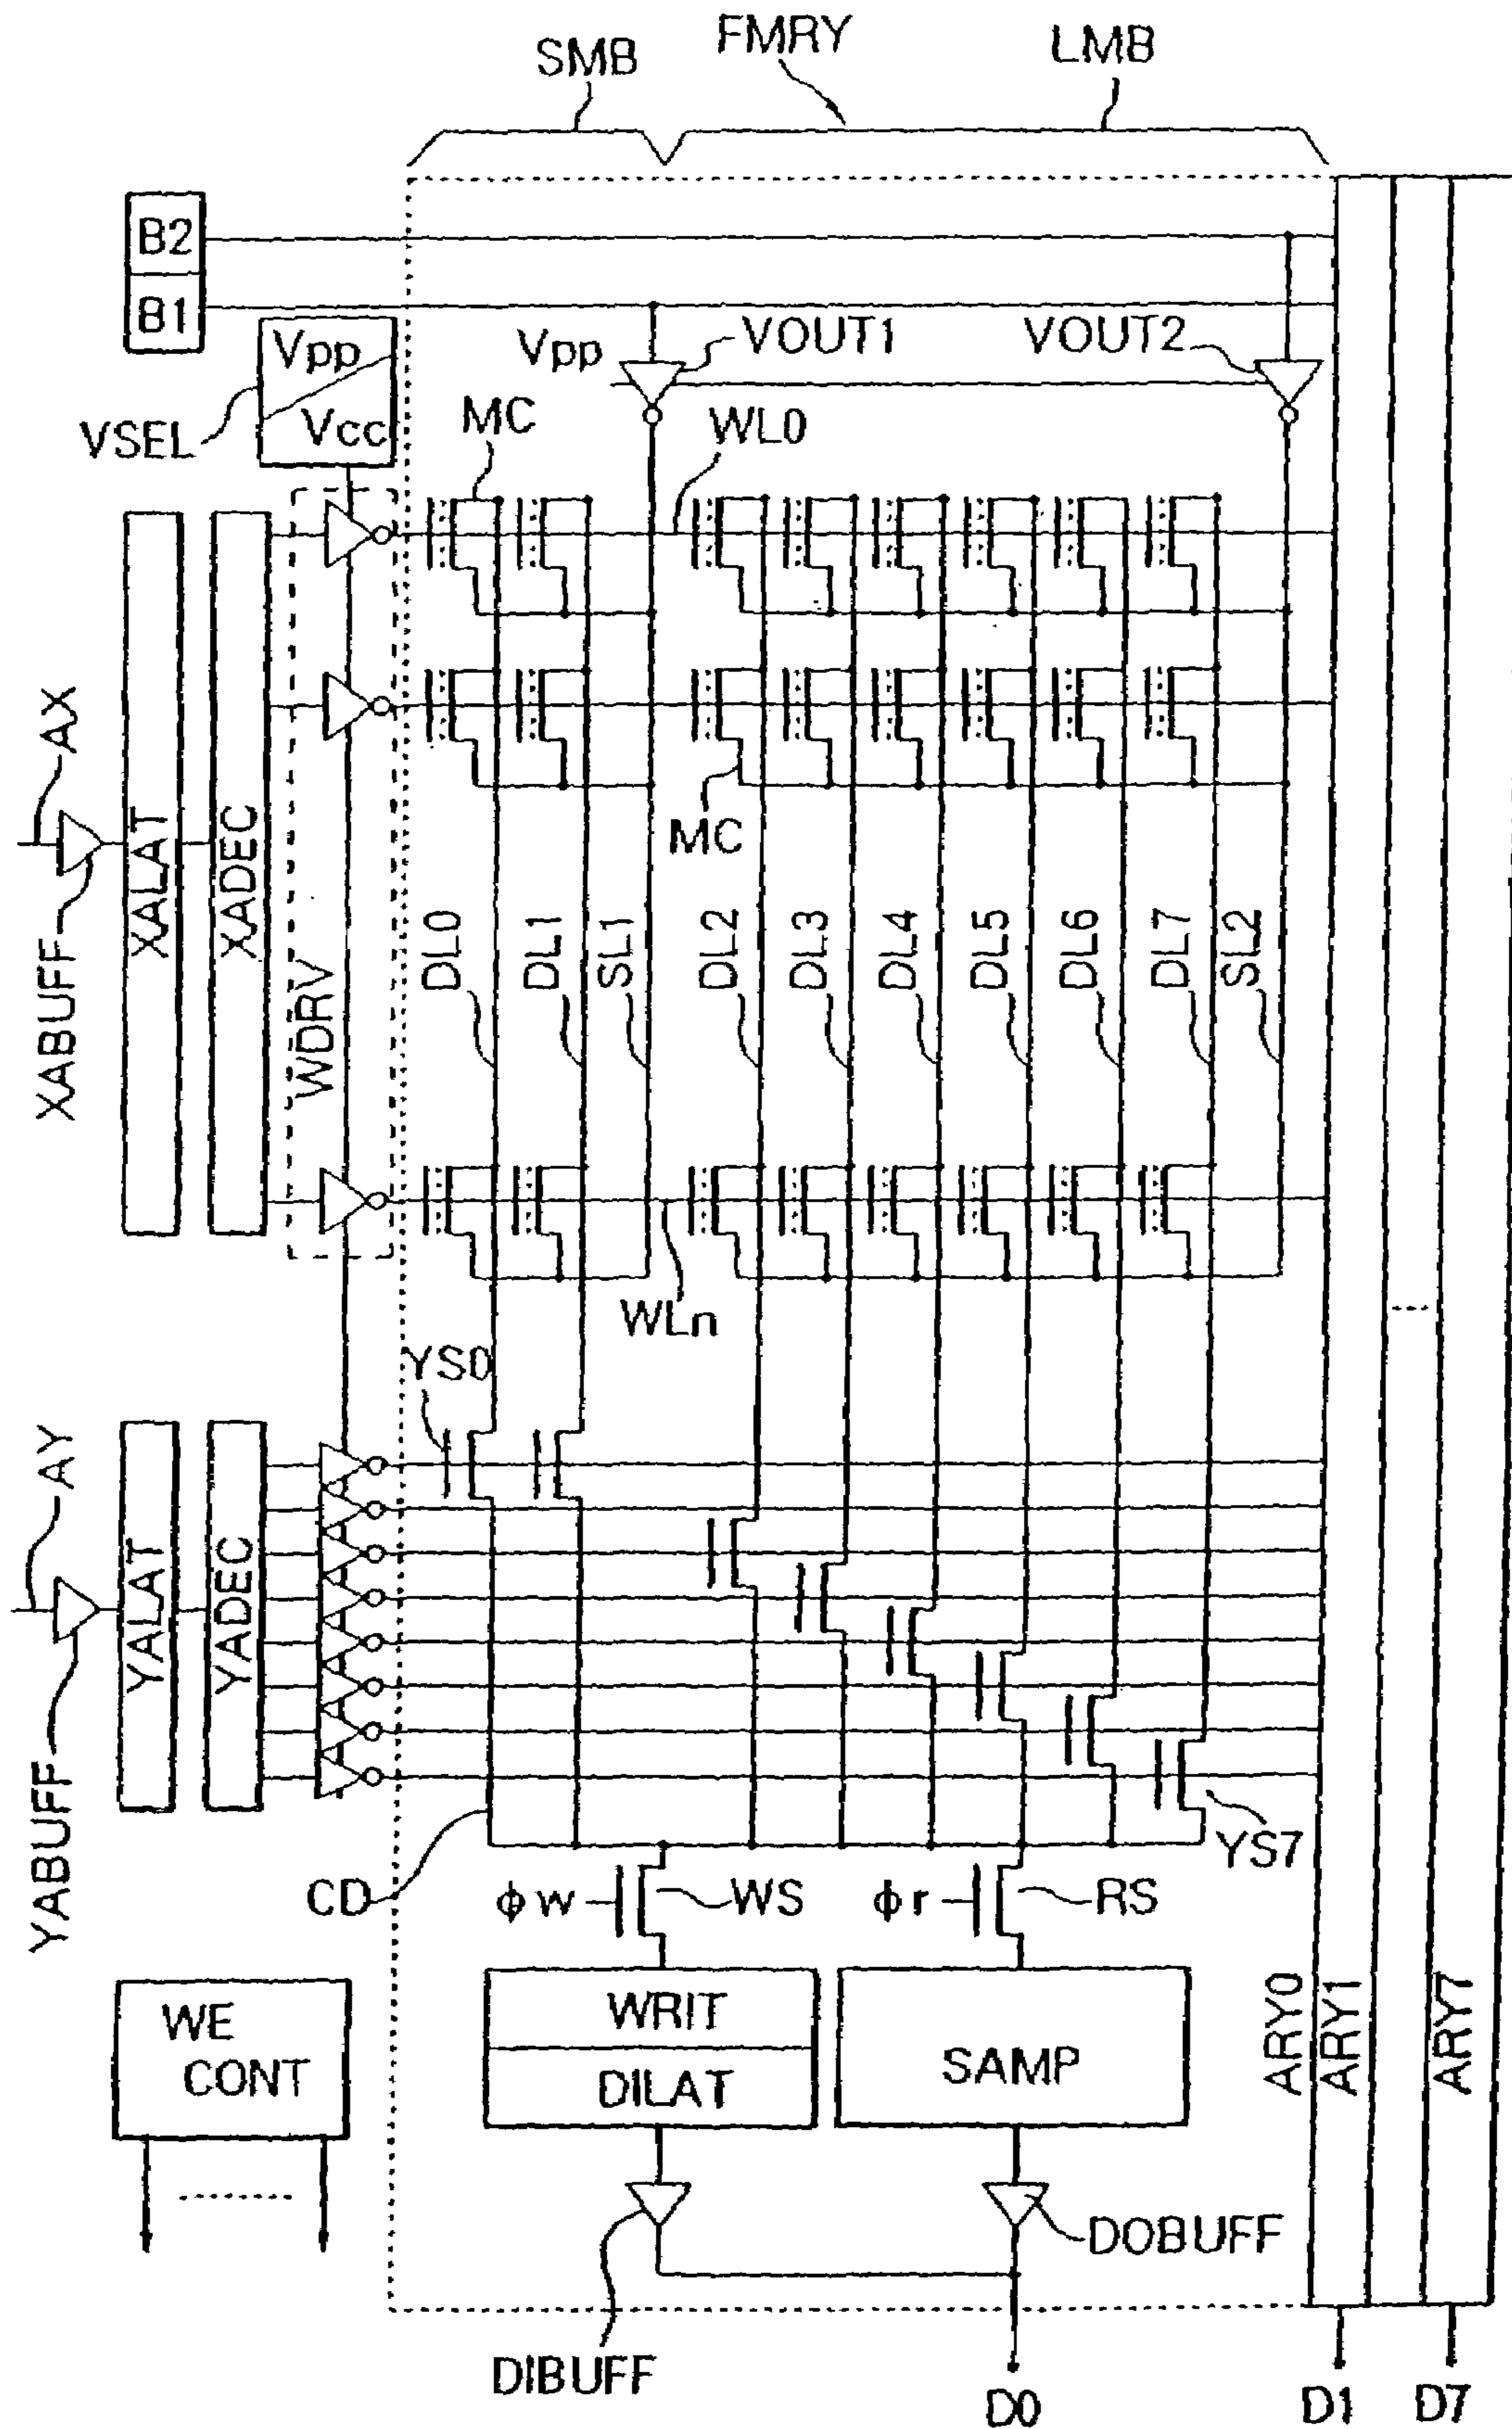 SMB
FMRY
LMB
B2
B1
Vpp
Vcc
VSEL
Vpp
VOUT1
VOUT2
MC
WL0
AX
XABUFF
XALAT
XADEC
WDRV
MC
DL0
DL1
SL1
DL2
DL3
DL4
DL5
DL6
DL7
SL2
WLn
YS0
AY
YABUFF
YALAT
YADEC
CD
YS7
ϕw
WS
ϕr
RS
WE
CONT
WRIT
DILAT
SAMP
ARY0
ARY1
ARY7
DIBUFF
DOBUFF
D0
D1
D7